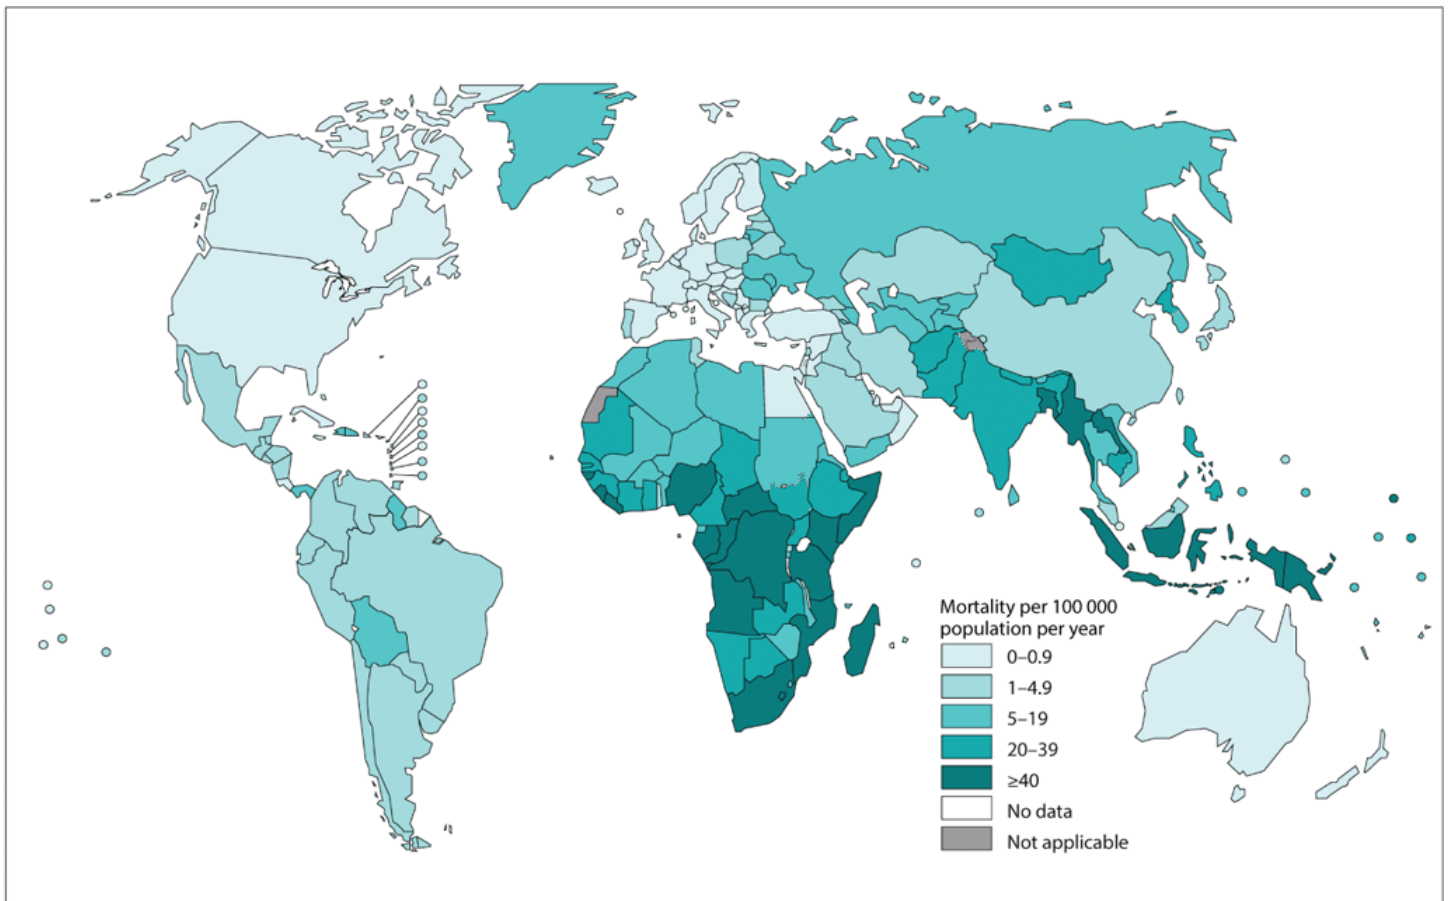 Mortality per 100 000
population per year
0–0.9
1–4.9
5–19
20–39
≥40
No data
Not applicable